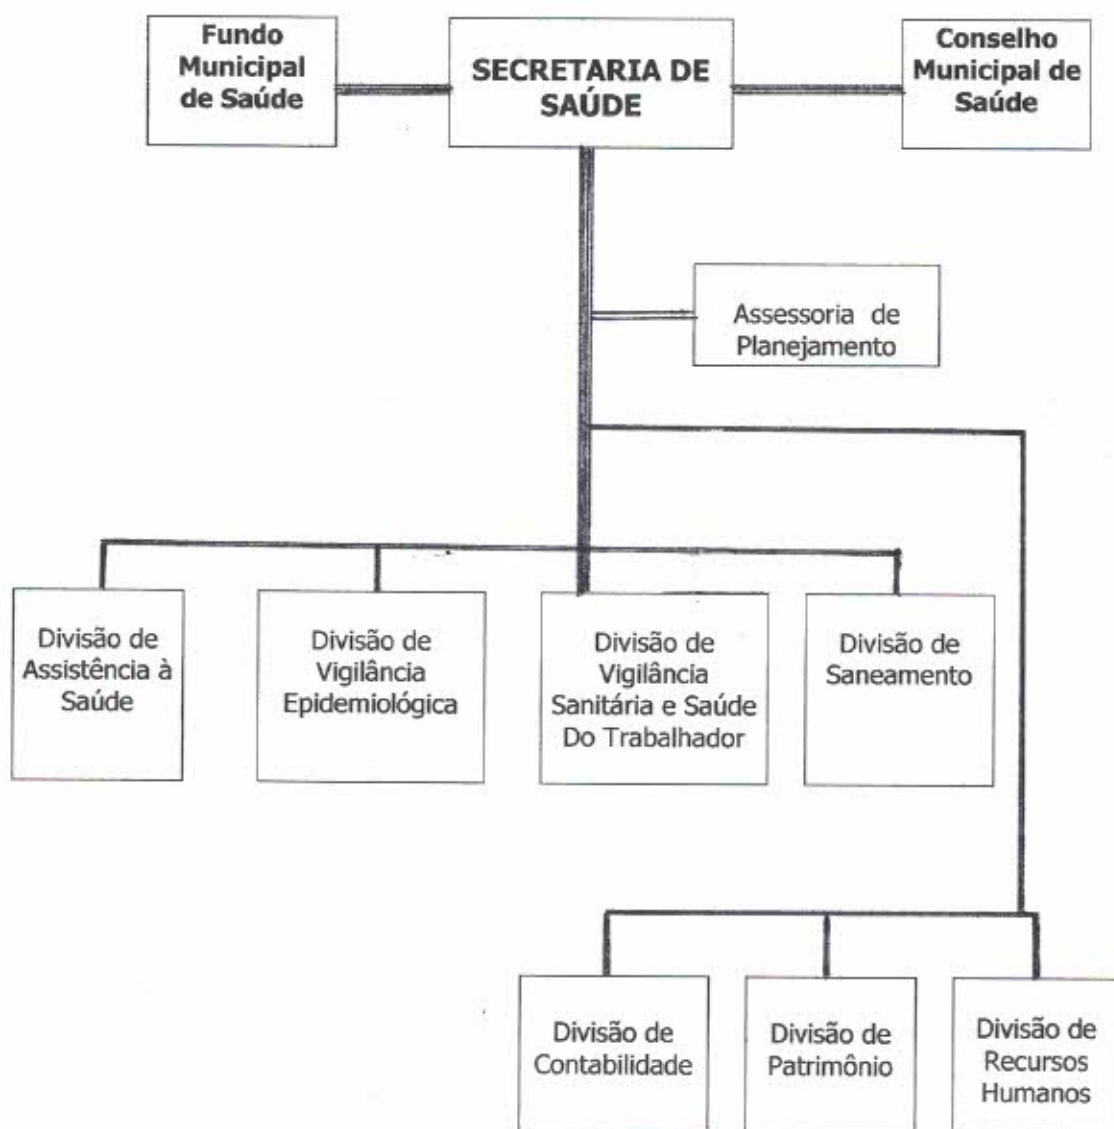 Fundo
Municipal
de Saúde
SECRETARIA DE
SAÚDE
Conselho
Municipal de
Saúde
Assessoria de
Planejamento
Divisão de
Assistência à
Saúde
Divisão de
Vigilância
Epidemiológica
Divisão de
Vigilância
Sanitária e Saúde
Do Trabalhador
Divisão de
Saneamento
Divisão de
Contabilidade
Divisão de
Patrimônio
Divisão de
Recursos
Humanos